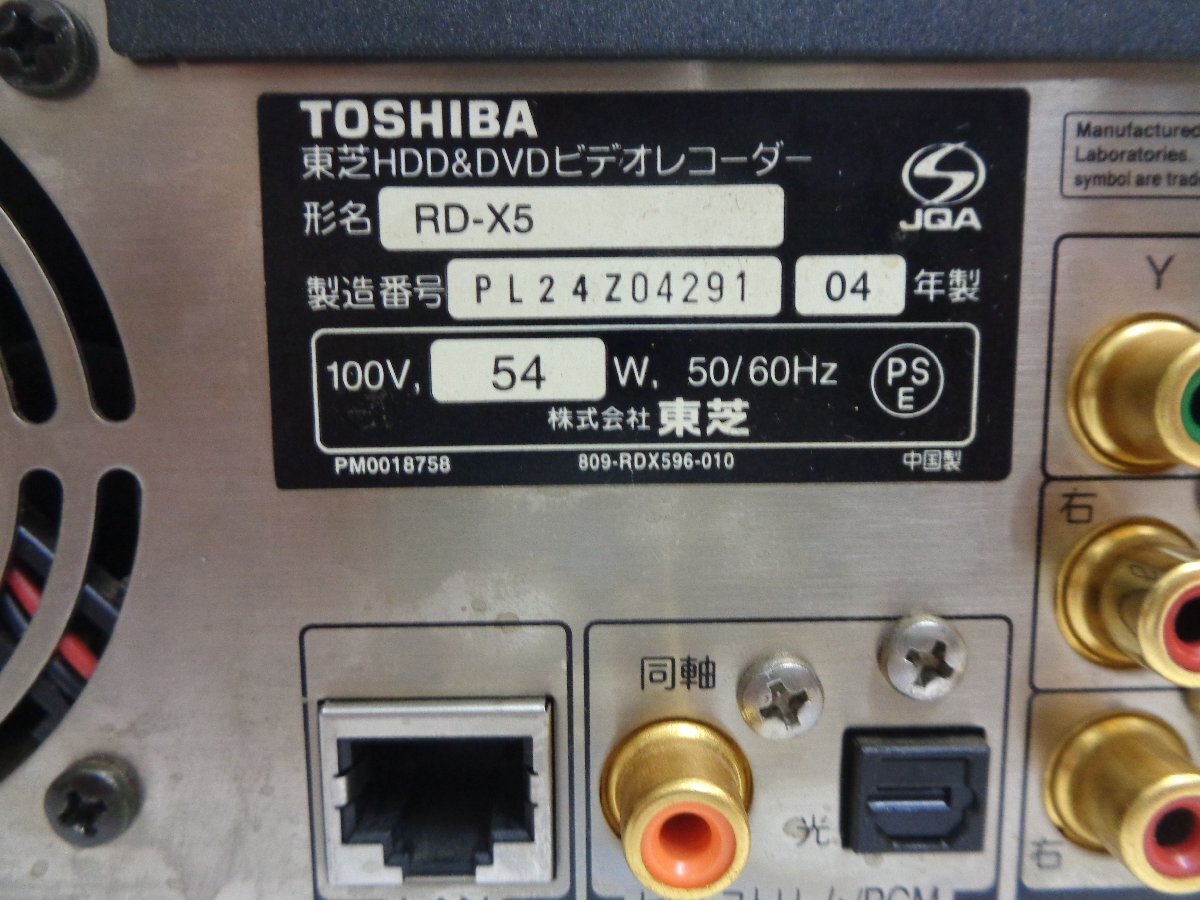 TOSHIBA
東芝HDD&DVDビデオレコーダー
形名 RD-X5
JQA
製造番号 PL24Z04291 04 年製
100V, 54 W, 50/60Hz
PS
E
株式会社 東芝
PM0018758 809-RDX596-010 中国製
Manufactured
Laboratories.
symbol are trade
Y
右
同軸
光
右